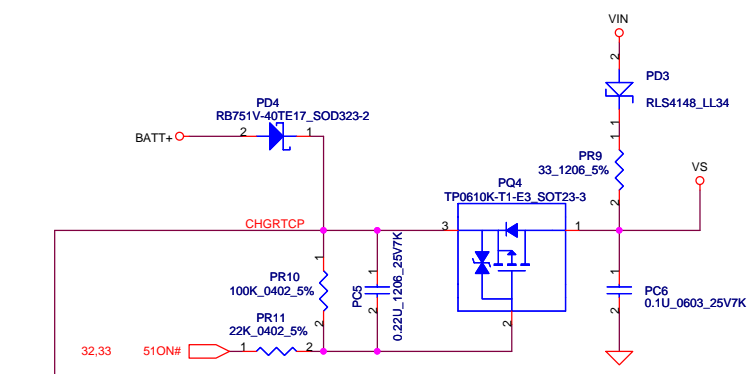 VIN
2
PD3
RLS4148_LL34
1
PD4
RB751V-40TE17_SOD323-2
BATT+
2
1
1
PR9
33_1206_5%
2
VS
PQ4
TP0610K-T1-E3_SOT23-3
CHGRTCP
3
1
1
PR10
100K_0402_5%
2
1
PC5
0.22U_1206_25V7K
2
1
PC6
0.1U_0603_25V7K
2
2
PR11
22K_0402_5%
32,33
51ON#
1
2